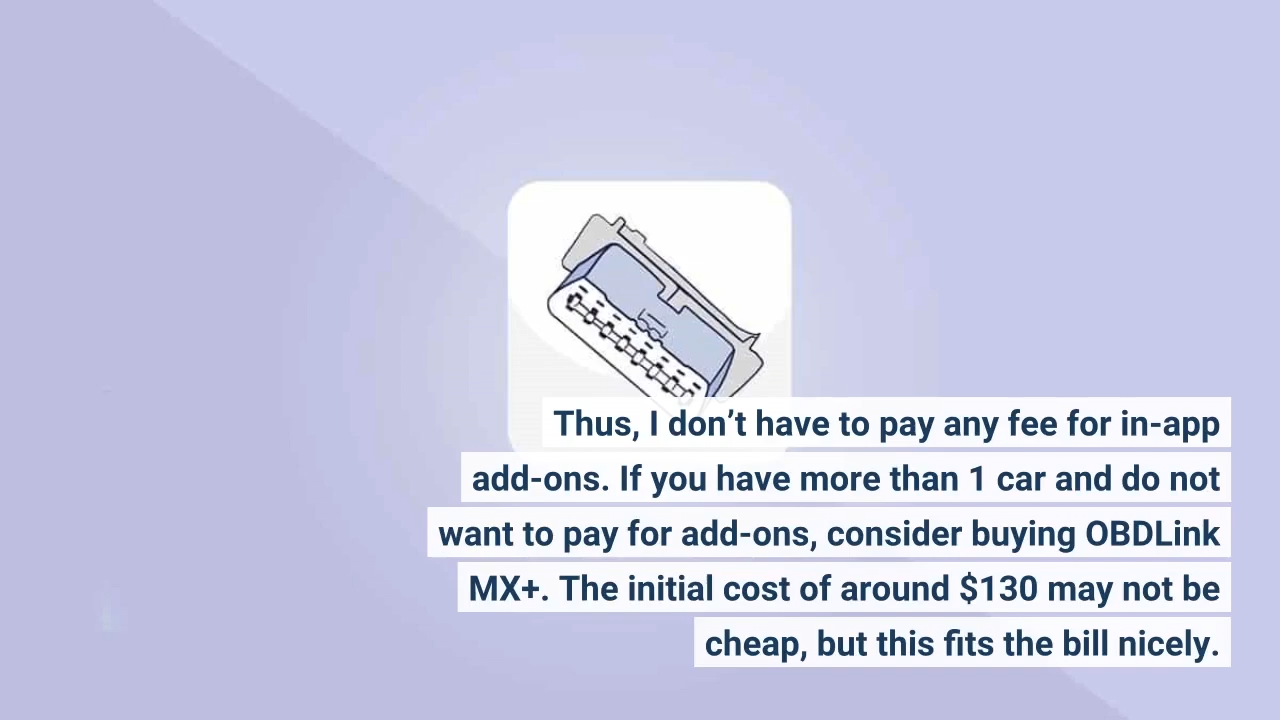 Thus, I don’t have to pay any fee for in-app
add-ons. If you have more than 1 car and do not
want to pay for add-ons, consider buying OBDLink
MX+. The initial cost of around $130 may not be
cheap, but this fits the bill nicely.